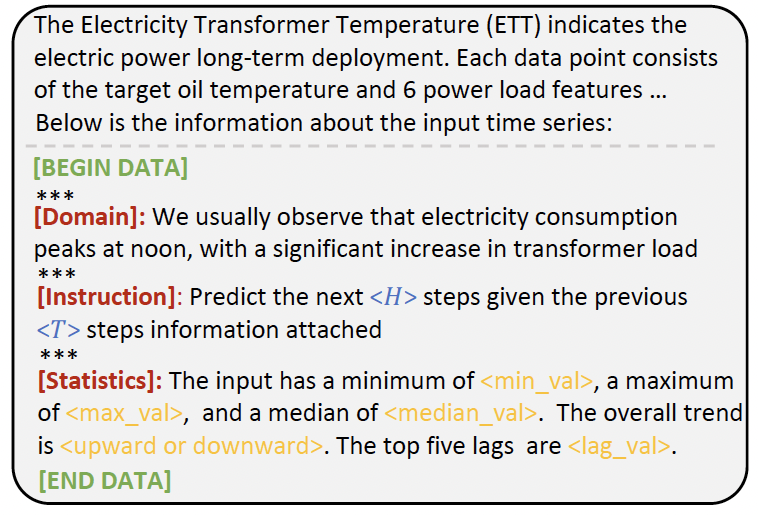 The Electricity Transformer Temperature (ETT) indicates the
electric power long-term deployment. Each data point consists
of the target oil temperature and 6 power load features ...
Below is the information about the input time series:
[BEGIN DATA]
***
[Domain]: We usually observe that electricity consumption
peaks at noon, with a significant increase in transformer load
***
[Instruction]: Predict the next <H> steps given the previous
<T> steps information attached
***
[Statistics]: The input has a minimum of <min_val>, a maximum
of <max_val>, and a median of <median_val>. The overall trend
is <upward or downward>. The top five lags are <lag_val>.
[END DATA]